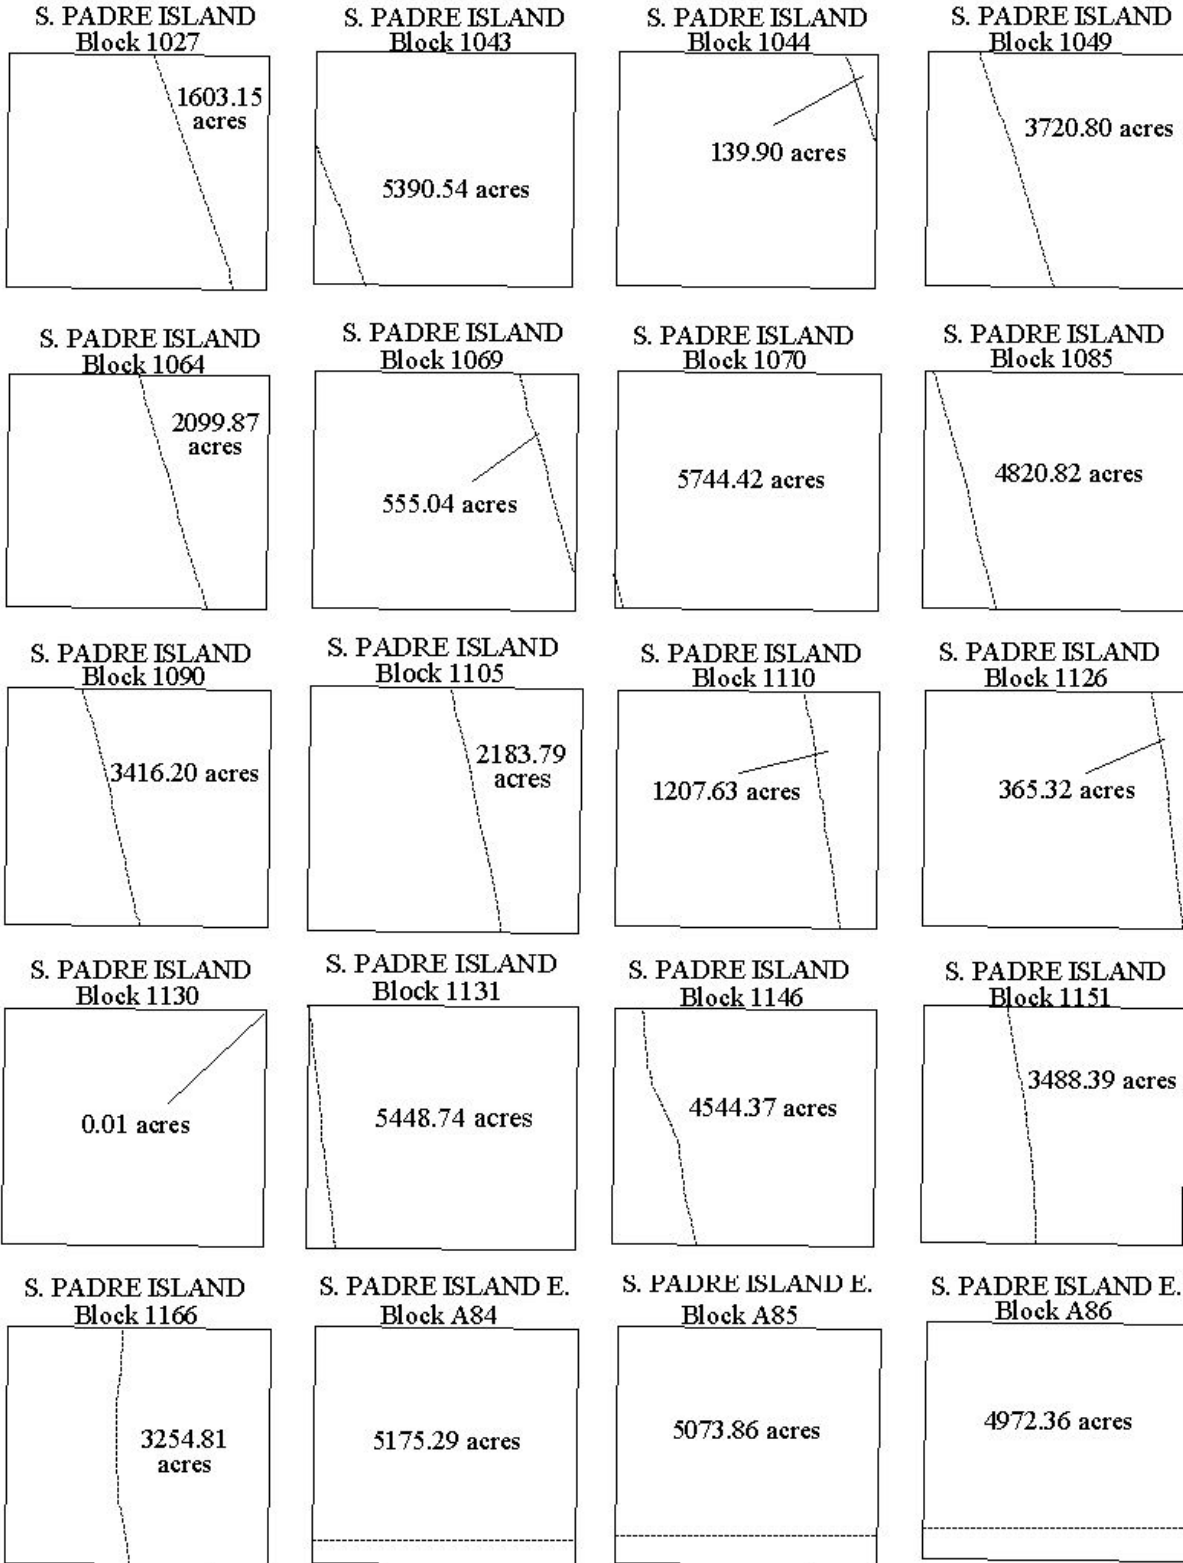 S. PADRE ISLAND
Block 1027
1603.15
acres
S. PADRE ISLAND
Block 1043
5390.54 acres
S. PADRE ISLAND
Block 1044
139.90 acres
S. PADRE ISLAND
Block 1049
3720.80 acres
S. PADRE ISLAND
Block 1064
2099.87
acres
S. PADRE ISLAND
Block 1069
555.04 acres
S. PADRE ISLAND
Block 1070
5744.42 acres
S. PADRE ISLAND
Block 1085
4820.82 acres
S. PADRE ISLAND
Block 1090
3416.20 acres
S. PADRE ISLAND
Block 1105
2183.79
acres
S. PADRE ISLAND
Block 1110
1207.63 acres
S. PADRE ISLAND
Block 1126
365.32 acres
S. PADRE ISLAND
Block 1130
0.01 acres
S. PADRE ISLAND
Block 1131
5448.74 acres
S. PADRE ISLAND
Block 1146
4544.37 acres
S. PADRE ISLAND
Block 1151
3488.39 acres
S. PADRE ISLAND
Block 1166
3254.81
acres
S. PADRE ISLAND E.
Block A84
5175.29 acres
S. PADRE ISLAND E.
Block A85
5073.86 acres
S. PADRE ISLAND E.
Block A86
4972.36 acres